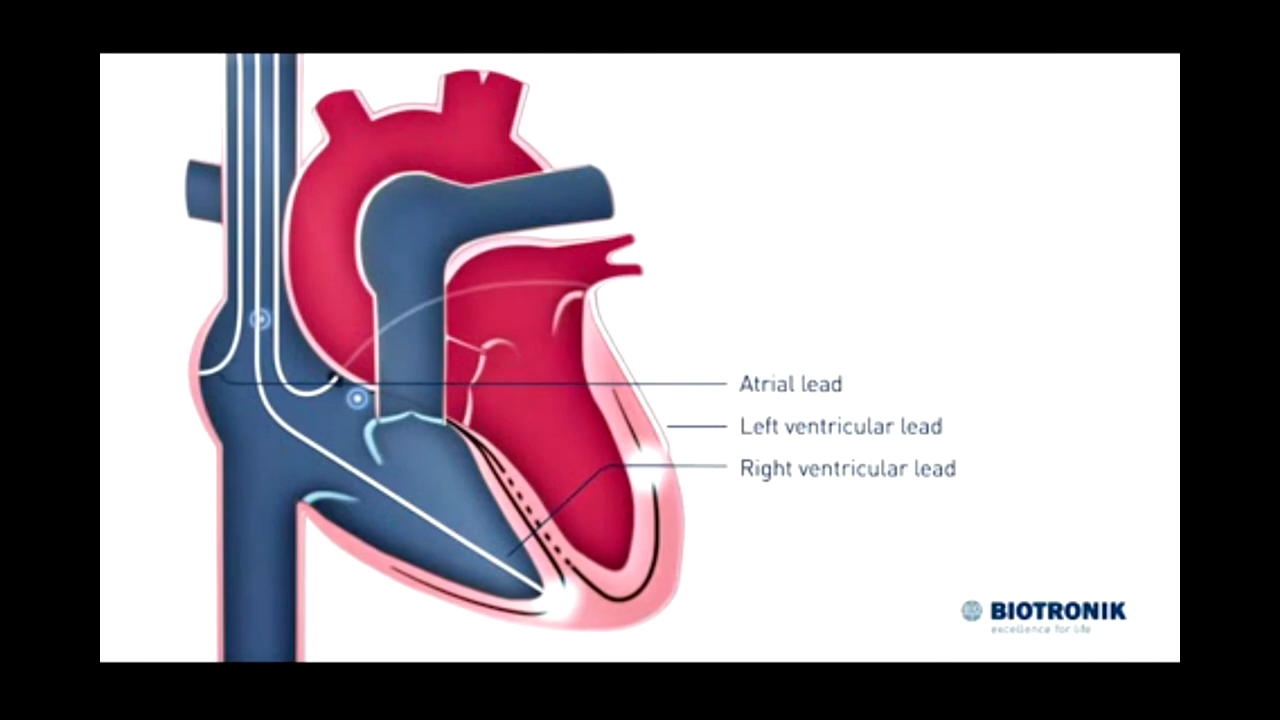 Atrial lead
Left ventricular lead
Right ventricular lead
BIOTRONIK
excellence for life